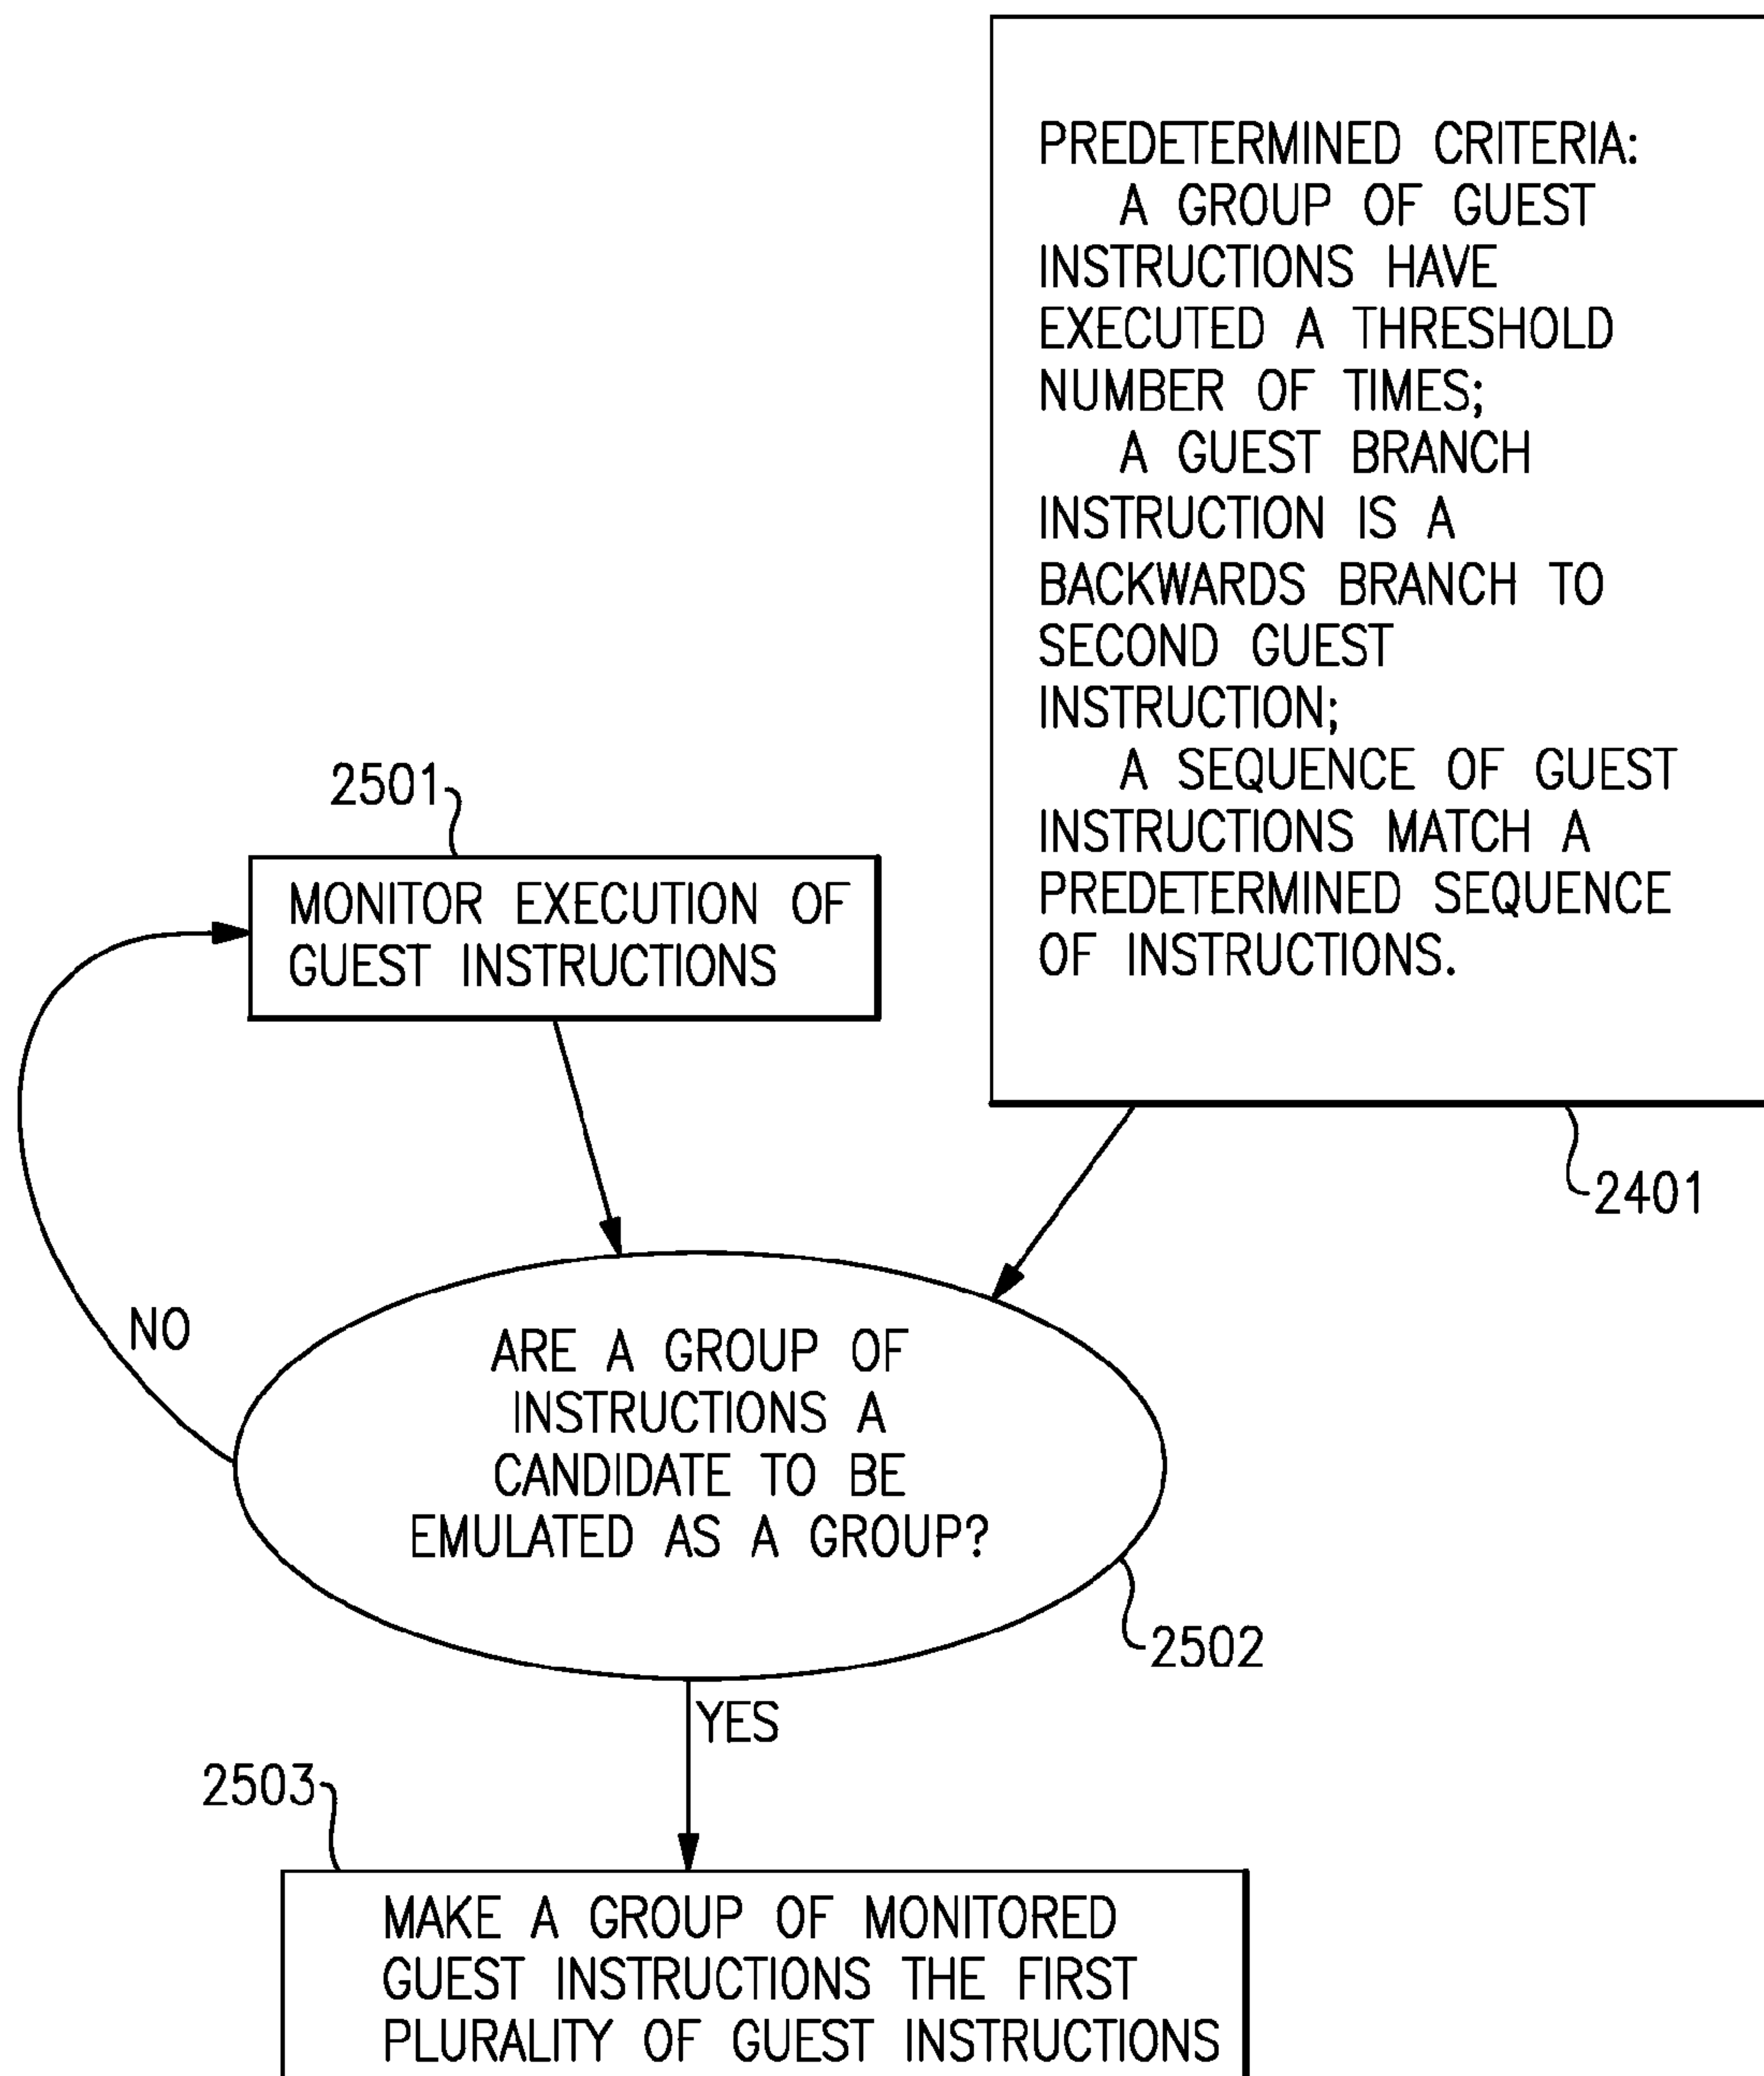 PREDETERMINED CRITERIA:
A GROUP OF GUEST
INSTRUCTIONS HAVE
EXECUTED A THRESHOLD
NUMBER OF TIMES;
A GUEST BRANCH
INSTRUCTION IS A
BACKWARDS BRANCH TO
SECOND GUEST
INSTRUCTION;
A SEQUENCE OF GUEST
INSTRUCTIONS MATCH A
PREDETERMINED SEQUENCE
OF INSTRUCTIONS.
2501
MONITOR EXECUTION OF
GUEST INSTRUCTIONS
2401
NO
ARE A GROUP OF
INSTRUCTIONS A
CANDIDATE TO BE
EMULATED AS A GROUP?
2502
YES
2503
MAKE A GROUP OF MONITORED
GUEST INSTRUCTIONS THE FIRST
PLURALITY OF GUEST INSTRUCTIONS